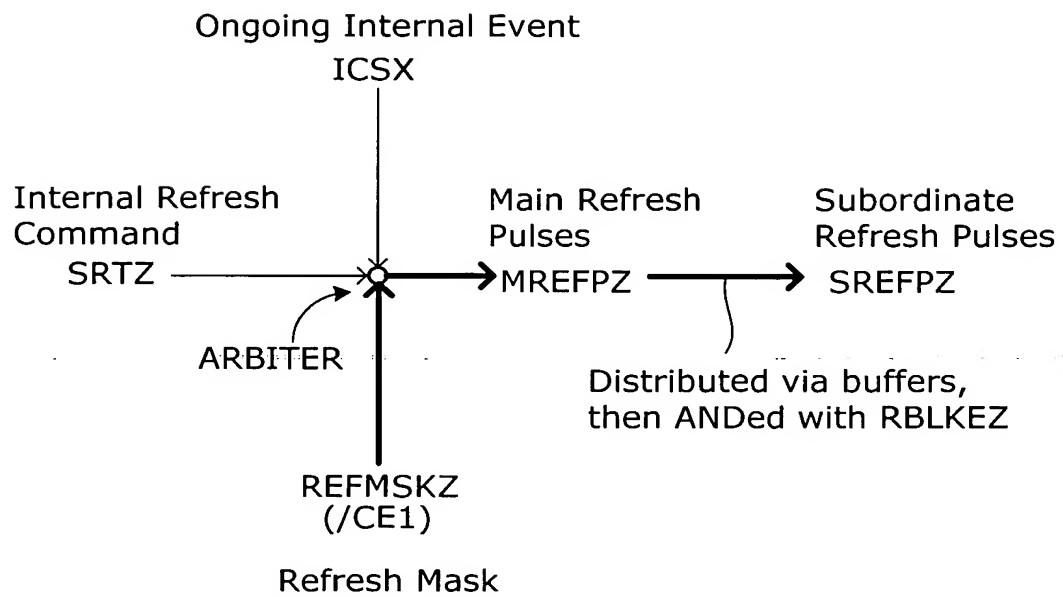 Ongoing Internal Event
ICSX
Internal Refresh
Command
SRTZ
Main Refresh
Pulses
MREFPZ
Subordinate
Refresh Pulses
SREFPZ
ARBITER
Distributed via buffers,
then ANDed with RBLKEZ
REFMSKZ
(/CE1)
Refresh Mask